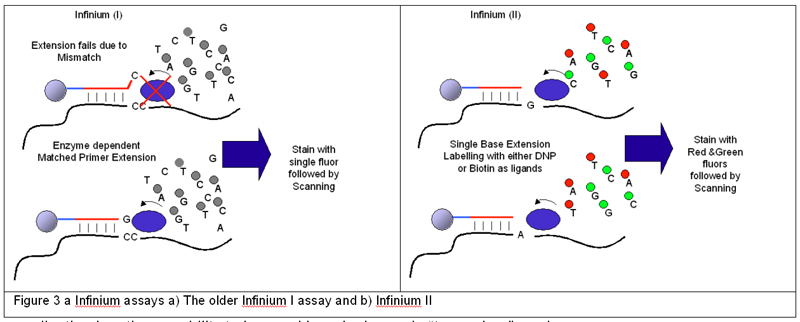 Infinium (I)
Extension fails due to
Mismatch
C
CC
T C T C G
A G A C
G T C
T A
Enzyme dependent
Matched Primer Extension
G
CC
T C T C G
A G A C
G C C
T T A
Stain with
single fluor
followed by
Scanning
Infinium (II)
G
T C A
A G G
C T
Single Base Extension
Labelling with either DNP
or Biotin as ligands
A
T C A
A G C
T G
Stain with
Red &Green
fluors
followed by
Scanning
Figure 3 a Infinium assays a) The older Infinium I assay and b) Infinium II